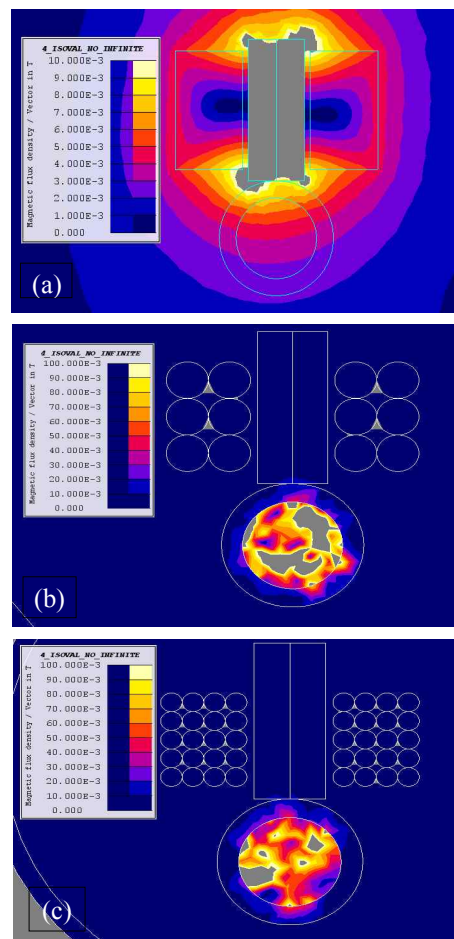 4_ISOVAL_NO_INFINITE
Magnetic flux density / Vector in T
10.000E-3
9.000E-3
8.000E-3
7.000E-3
6.000E-3
5.000E-3
4.000E-3
3.000E-3
2.000E-3
1.000E-3
0.000
(a)
4_ISOVAL_NO_INFINITE
Magnetic flux density / Vector in T
100.000E-3
90.000E-3
80.000E-3
70.000E-3
60.000E-3
50.000E-3
40.000E-3
30.000E-3
20.000E-3
10.000E-3
0.000
(b)
4_ISOVAL_NO_INFINITE
Magnetic flux density / Vector in T
100.000E-3
90.000E-3
80.000E-3
70.000E-3
60.000E-3
50.000E-3
40.000E-3
30.000E-3
20.000E-3
10.000E-3
0.000
(c)